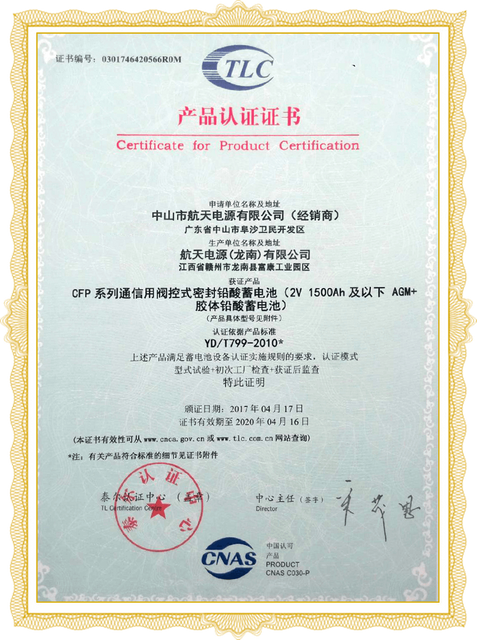 证书编号：0301746420566R0M
TLC
产品认证证书
Certificate for Product Certification
申请单位名称及地址
中山市航天电源有限公司（经销商）
广东省中山市阜沙卫民开发区
生产单位名称及地址
航天电源(龙南)有限公司
江西省赣州市龙南县富康工业园区
获证产品
CFP 系列通信用阀控式密封铅酸蓄电池（2V 1500Ah 及以下 AGM+
胶体铅酸蓄电池）
（产品具体型号见附件）
认证依据产品标准
YD/T799-2010*
上述产品满足蓄电池设备认证实施规则的要求，认证模式
型式试验+初次工厂检查+获证后监查
特此证明
颁证日期：2017 年 04 月 17 日
证书有效期至 2020 年 04 月 16 日
(本证书有效性可从 www.cnca.gov.cn 或 www.tlc.com.cn 网站查询)
*注：有关产品符合标准的细节见证书附件
泰尔认证中心（盖章）
TL Certification Centre
中心主任（签字）
Director
泰尔认证中心
CNAS
中国认可
产品
PRODUCT
CNAS C030-P